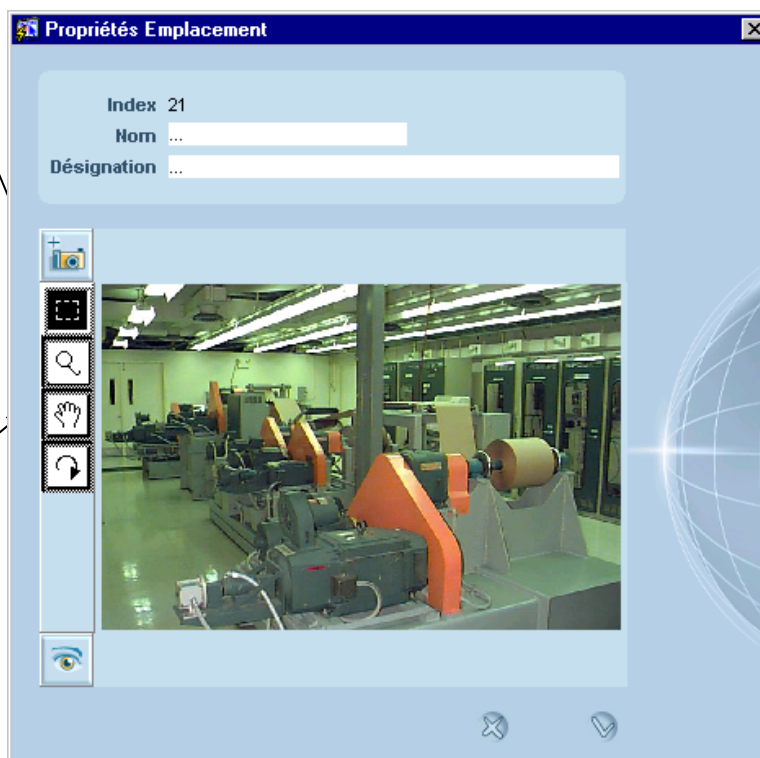 Propriétés Emplacement
Index 21
Nom ...
Désignation ...